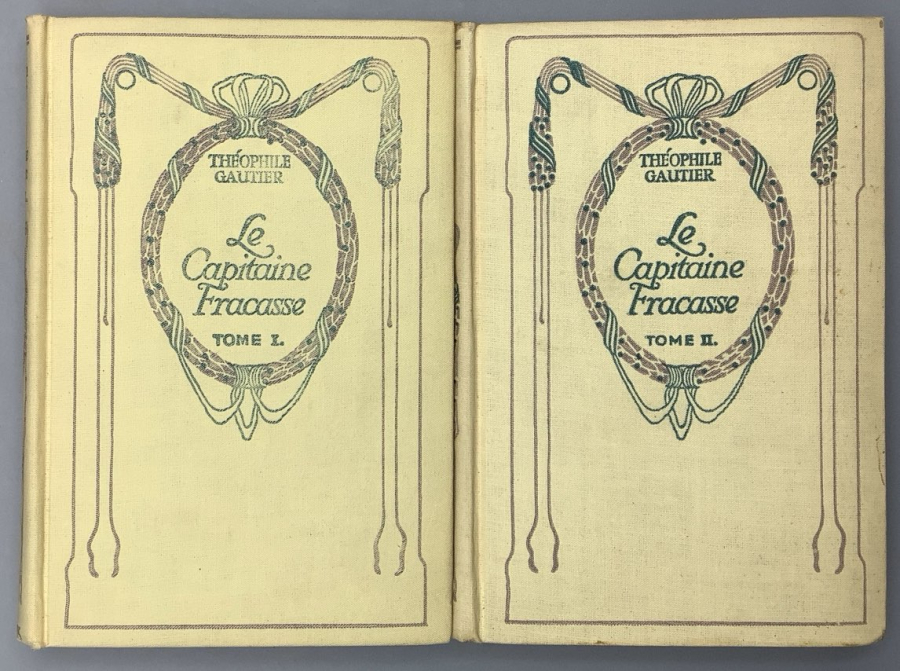 THÉOPHILE
GAUTIER
Le
Capitaine
Fracasse
TOME I.
THÉOPHILE
GAUTIER
Le
Capitaine
Fracasse
TOME II.